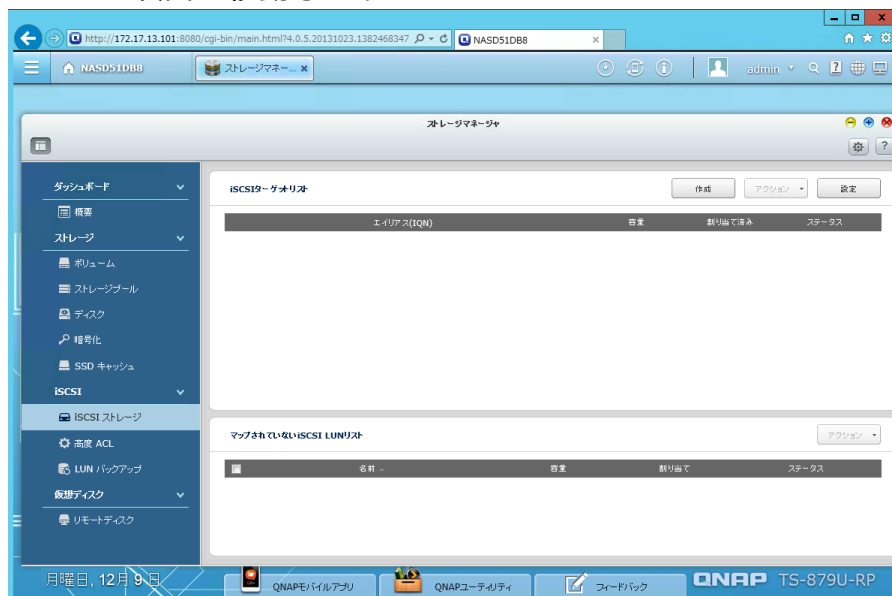 http://172.17.13.101:8080/cgi-bin/main.html?4.0.5.20131023.1382468347
NASD51DB8
NASD51DB8
ストレージマネー...
admin
ストレージマネージャ
ダッシュボード
概要
ストレージ
ボリューム
ストレージプール
ディスク
暗号化
SSD キャッシュ
iSCSI
iSCSI ストレージ
高度 ACL
LUN バックアップ
仮想ディスク
リモートディスク
iSCSIターゲットリスト
作成
アクション
設定
エイリアス(IQN)
容量
割り当て済み
ステータス
マップされていないiSCSI LUNリスト
アクション
名前
容量
割り当て
ステータス
月曜日, 12月 9 日
QNAPモバイルアプリ
QNAPユーティリティ
フィードバック
QNAP TS-879U-RP